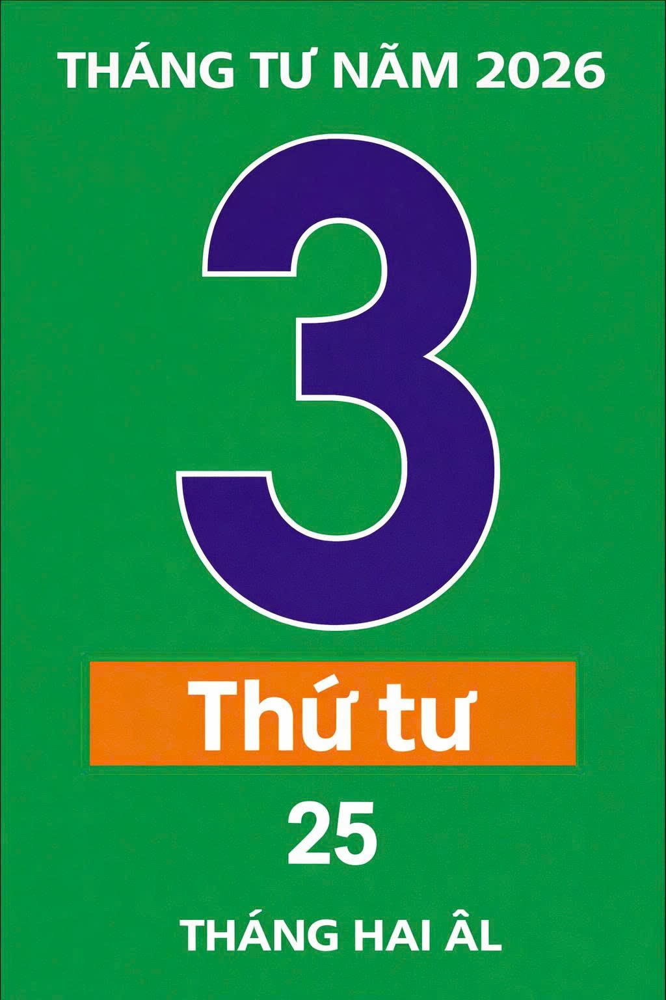 THÁNG TƯ NĂM 2026
3
Thứ tư
25
THÁNG HAI ÂL